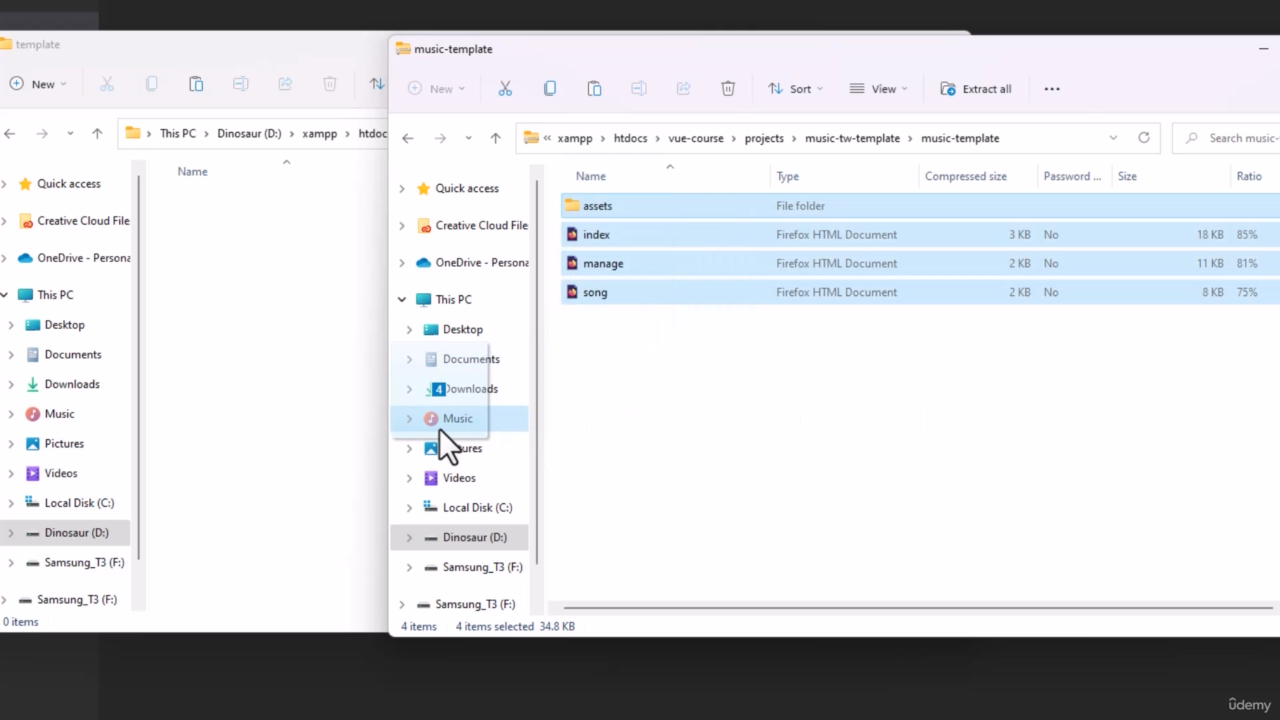 template
New
This PC
Dinosaur (D:)
xampp
htdoc
Name
Quick access
Creative Cloud File
OneDrive - Persona
This PC
Desktop
Documents
Downloads
Music
Pictures
Videos
Local Disk (C:)
Dinosaur (D:)
Samsung_T3 (F:)
Samsung_T3 (F:)
0 items
music-template
New
Sort
View
Extract all
« xampp
htdocs
vue-course
projects
music-tw-template
music-template
Search music-
Name Type Compressed size Password ... Size Ratio
assets File folder
index Firefox HTML Document 3 KB No 18 KB 85%
manage Firefox HTML Document 2 KB No 11 KB 81%
song Firefox HTML Document 2 KB No 8 KB 75%
Quick access
Creative Cloud File
OneDrive - Persona
This PC
Desktop
Documents
4 Downloads
Music
ures
Videos
Local Disk (C:)
Dinosaur (D:)
Samsung_T3 (F:)
Samsung_T3 (F:)
4 items 4 items selected 34.8 KB
ûdemy